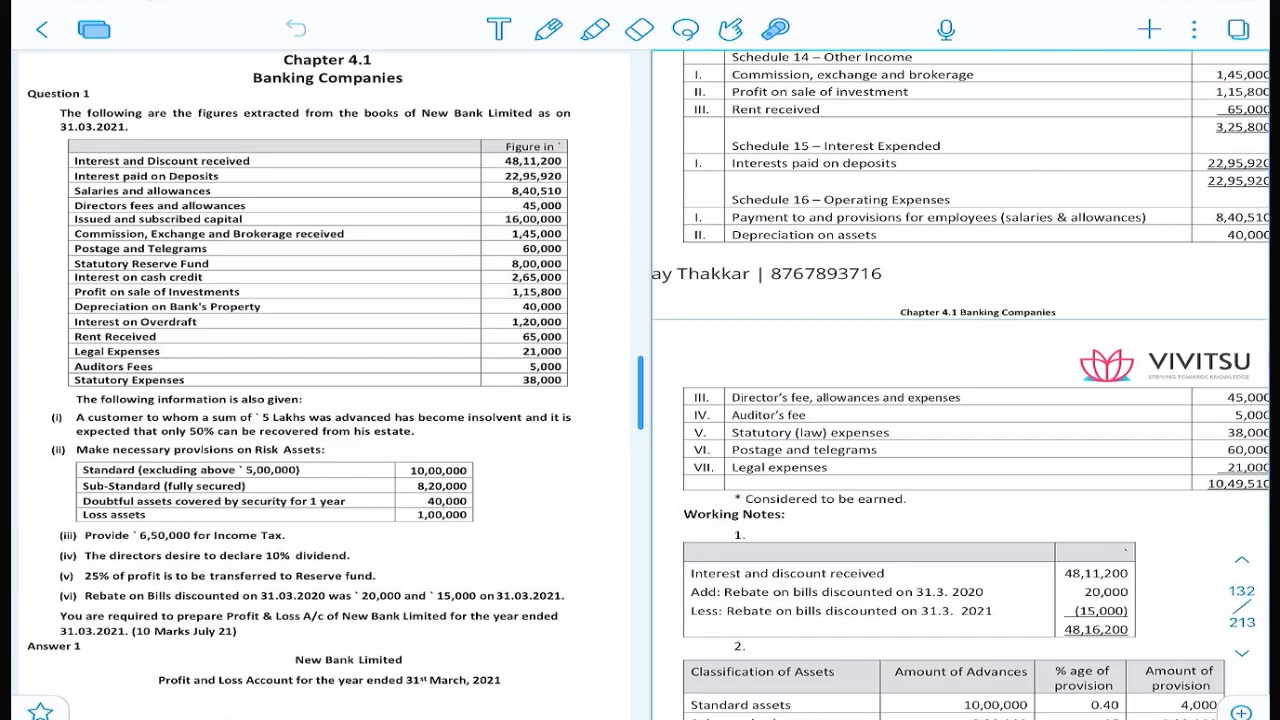 Chapter 4.1
Banking Companies
Question 1
The following are the figures extracted from the books of New Bank Limited as on
31.03.2021.
Figure in `
Interest and Discount received 48,11,200
Interest paid on Deposits 22,95,920
Salaries and allowances 8,40,510
Directors fees and allowances 45,000
Issued and subscribed capital 16,00,000
Commission, Exchange and Brokerage received 1,45,000
Postage and Telegrams 60,000
Statutory Reserve Fund 8,00,000
Interest on cash credit 2,65,000
Profit on sale of Investments 1,15,800
Depreciation on Bank's Property 40,000
Interest on Overdraft 1,20,000
Rent Received 65,000
Legal Expenses 21,000
Auditors Fees 5,000
Statutory Expenses 38,000
The following information is also given:
(i) A customer to whom a sum of ` 5 Lakhs was advanced has become insolvent and it is
expected that only 50% can be recovered from his estate.
(ii) Make necessary provisions on Risk Assets:
Standard (excluding above ` 5,00,000) 10,00,000
Sub-Standard (fully secured) 8,20,000
Doubtful assets covered by security for 1 year 40,000
Loss assets 1,00,000
(iii) Provide ` 6,50,000 for Income Tax.
(iv) The directors desire to declare 10% dividend.
(v) 25% of profit is to be transferred to Reserve fund.
(vi) Rebate on Bills discounted on 31.03.2020 was ` 20,000 and ` 15,000 on 31.03.2021.
You are required to prepare Profit & Loss A/c of New Bank Limited for the year ended
31.03.2021. (10 Marks July 21)
Answer 1
New Bank Limited
Profit and Loss Account for the year ended 31st March, 2021
Schedule 14 – Other Income
I. Commission, exchange and brokerage 1,45,000
II. Profit on sale of investment 1,15,800
III. Rent received 65,000
3,25,800
Schedule 15 – Interest Expended
I. Interests paid on deposits 22,95,920
22,95,920
Schedule 16 – Operating Expenses
I. Payment to and provisions for employees (salaries & allowances) 8,40,510
II. Depreciation on assets 40,000
ay Thakkar | 8767893716
Chapter 4.1 Banking Companies
VIVITSU
STRIVING TOWARDS KNOWLEDGE
III. Director's fee, allowances and expenses 45,000
IV. Auditor's fee 5,000
V. Statutory (law) expenses 38,000
VI. Postage and telegrams 60,000
VII. Legal expenses 21,000
10,49,510
* Considered to be earned.
Working Notes:
1.
`
Interest and discount received 48,11,200
Add: Rebate on bills discounted on 31.3. 2020 20,000
Less: Rebate on bills discounted on 31.3. 2021 (15,000)
48,16,200
2.
Classification of Assets Amount of Advances % age of provision Amount of provision
Standard assets 10,00,000 0.40 4,000
132
213